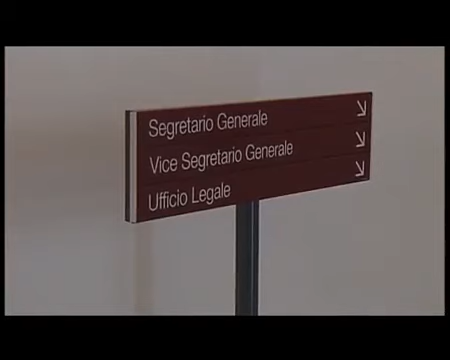 Segretario Generale ↘
Vice Segretario Generale ↘
Ufficio Legale ↘